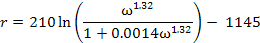 r = 210 ln ( ω^1.32 / (1 + 0.0014ω^1.32) ) − 1145